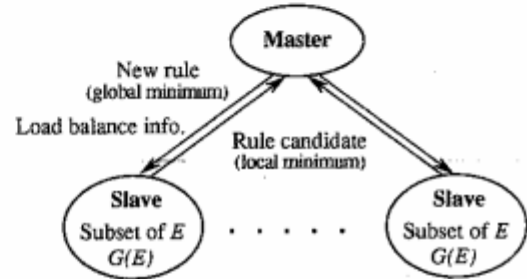 Master
New rule
(global minimum)
Load balance info.
Rule candidate
(local minimum)
Slave
Subset of E
G(E)
. . . . .
Slave
Subset of E
G(E)